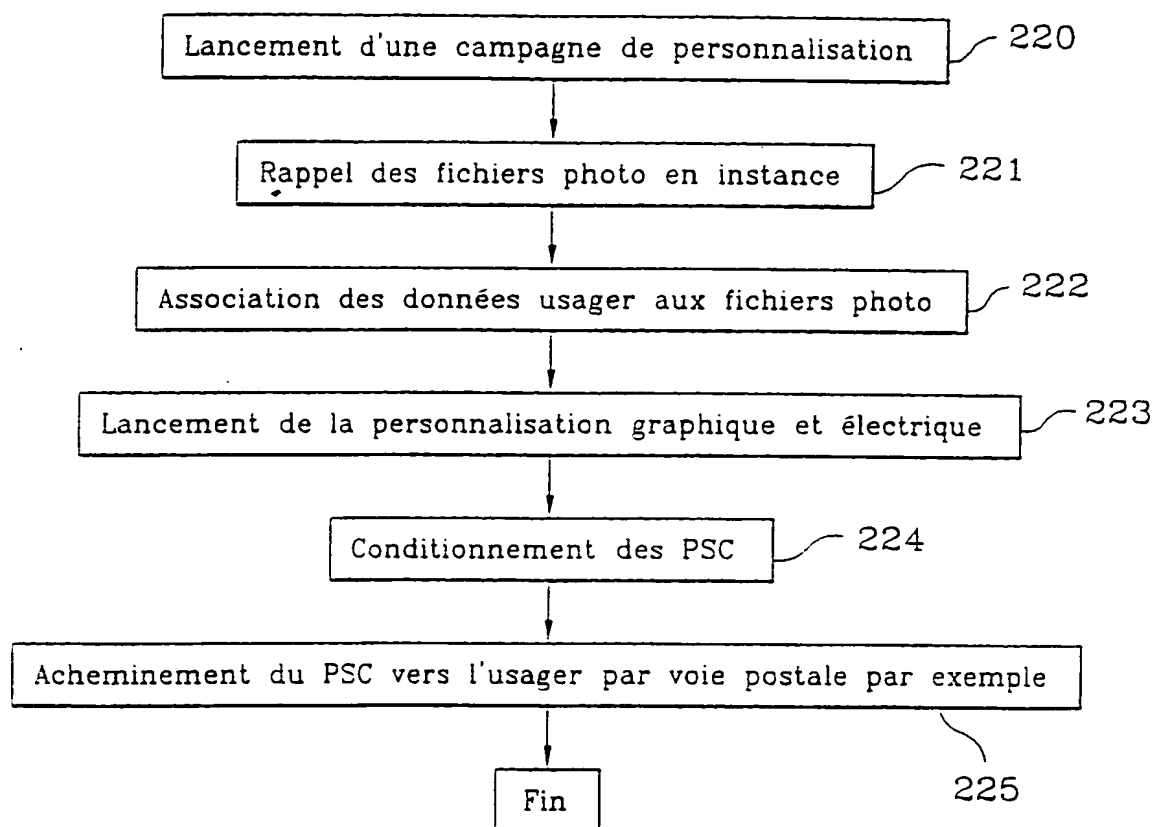 Lancement d'une campagne de personnalisation
220
Rappel des fichiers photo en instance
221
Association des données usager aux fichiers photo
222
Lancement de la personnalisation graphique et électrique
223
Conditionnement des PSC
224
Acheminement du PSC vers l'usager par voie postale par exemple
225
Fin